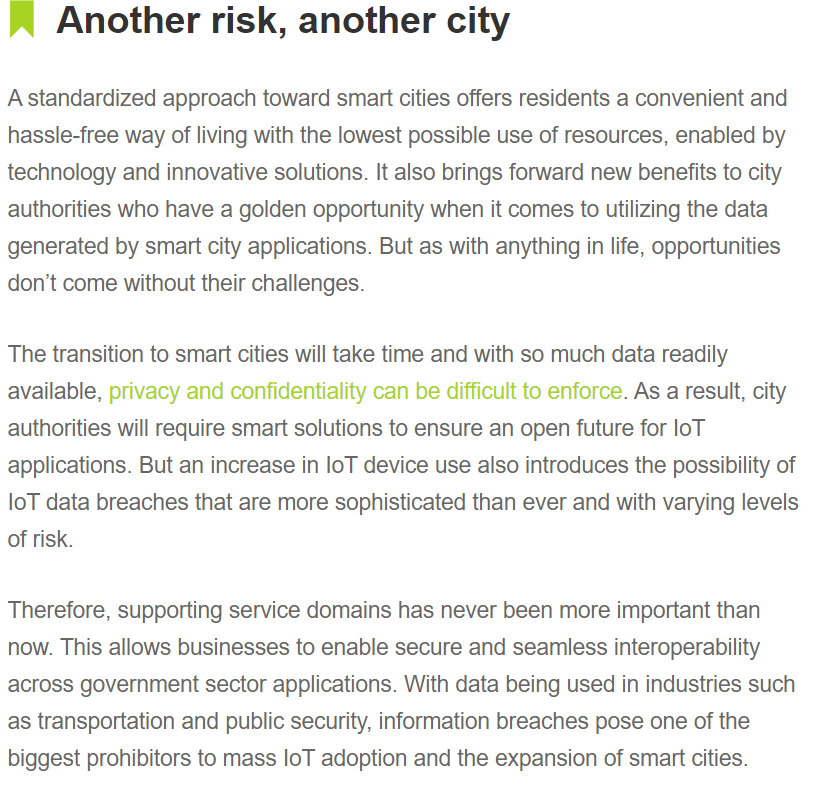 Another risk, another city
A standardized approach toward smart cities offers residents a convenient and
hassle-free way of living with the lowest possible use of resources, enabled by
technology and innovative solutions. It also brings forward new benefits to city
authorities who have a golden opportunity when it comes to utilizing the data
generated by smart city applications. But as with anything in life, opportunities
don’t come without their challenges.
The transition to smart cities will take time and with so much data readily
available, privacy and confidentiality can be difficult to enforce. As a result, city
authorities will require smart solutions to ensure an open future for IoT
applications. But an increase in IoT device use also introduces the possibility of
IoT data breaches that are more sophisticated than ever and with varying levels
of risk.
Therefore, supporting service domains has never been more important than
now. This allows businesses to enable secure and seamless interoperability
across government sector applications. With data being used in industries such
as transportation and public security, information breaches pose one of the
biggest prohibitors to mass IoT adoption and the expansion of smart cities.